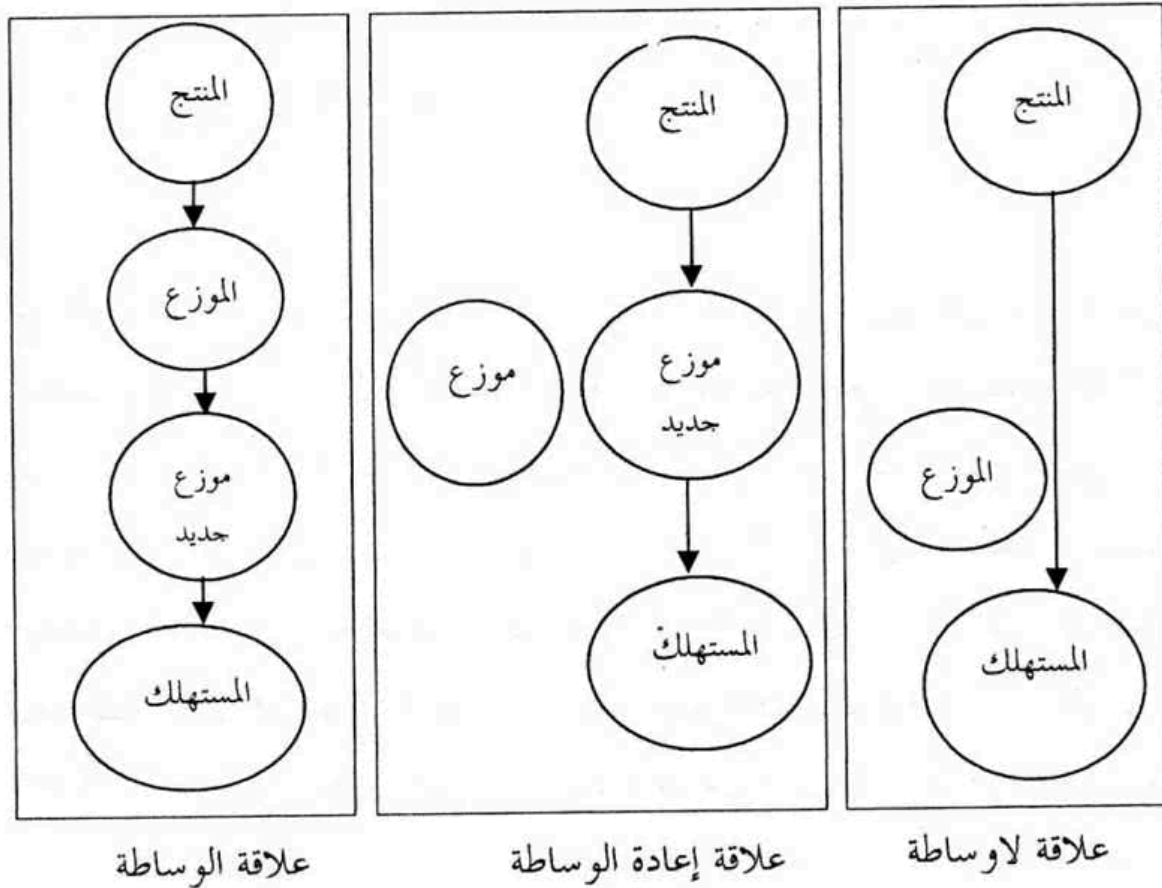 المنتج
الموزع
المستهلك
علاقة لاوساطة
المنتج
موزع
جديد
موزع
المستهلك
علاقة إعادة الوساطة
المنتج
الموزع
موزع
جديد
المستهلك
علاقة الوساطة